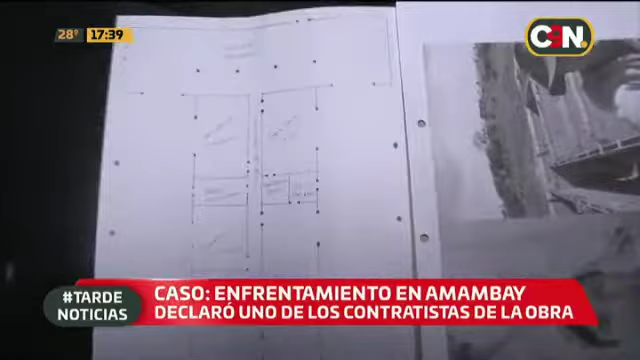 28° 17:39
C9N.
#TARDE
NOTICIAS
CASO: ENFRENTAMIENTO EN AMAMBAY
DECLARÓ UNO DE LOS CONTRATISTAS DE LA OBRA